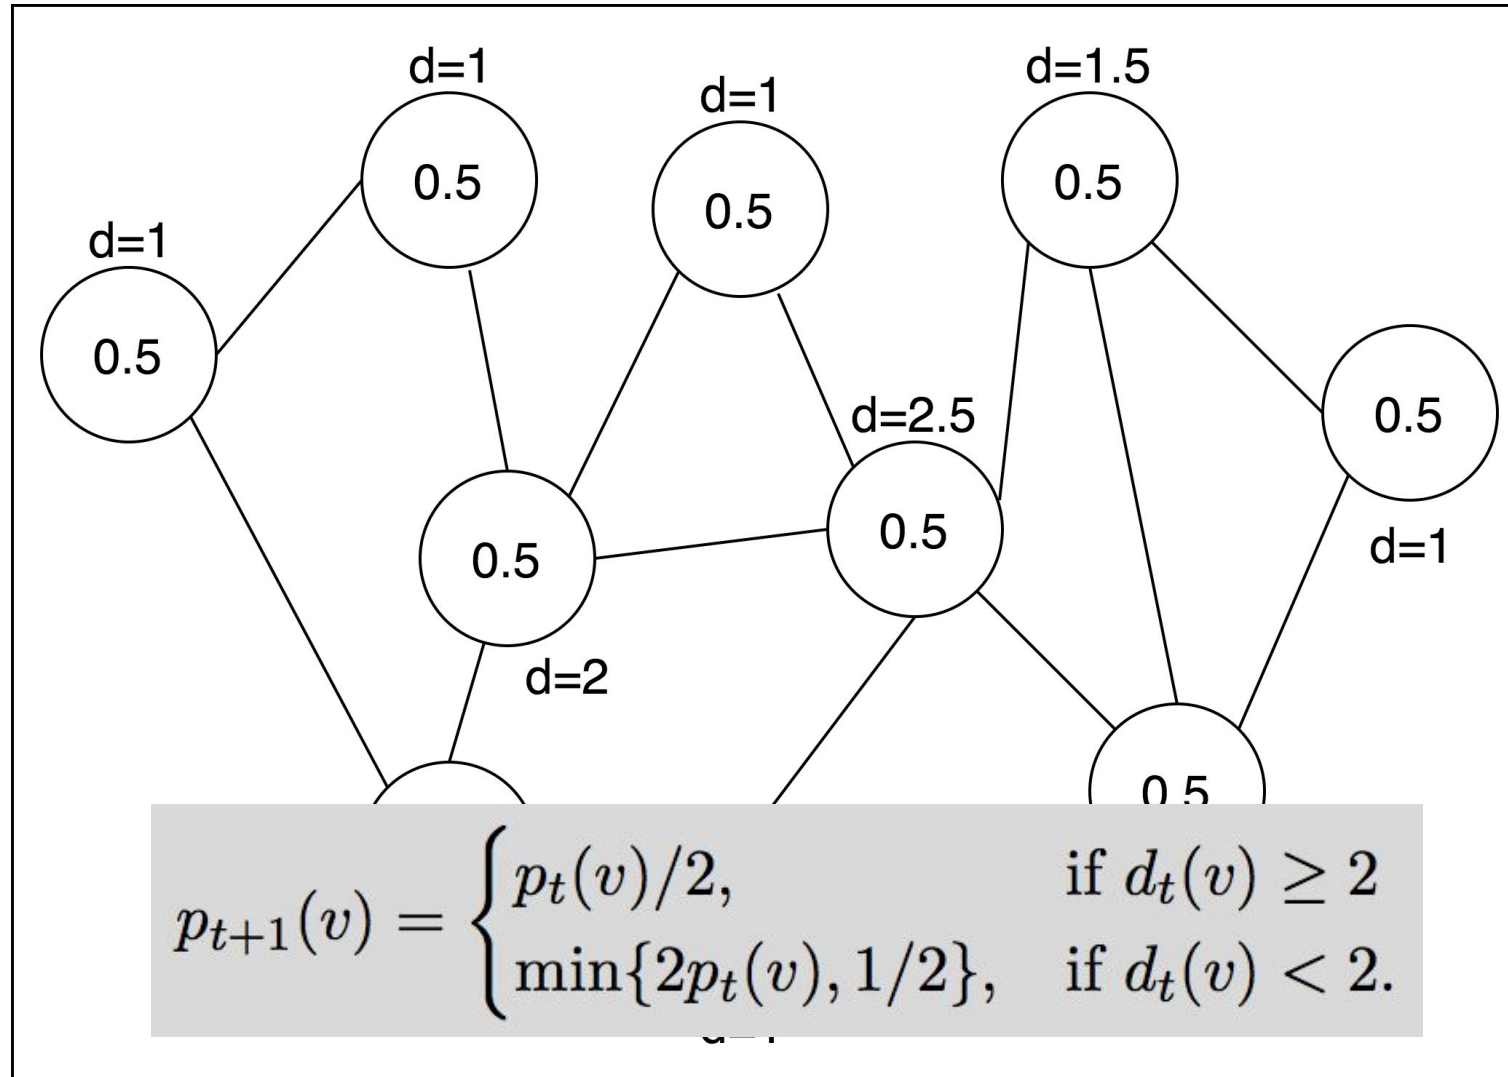 d=1
d=1
d=1.5
0.5
0.5
0.5
d=1
0.5
0.5
d=2.5
0.5
0.5
d=1
d=2
0.5
p_{t+1}(v) = { p_t(v)/2, if d_t(v) ≥ 2
min{2p_t(v), 1/2}, if d_t(v) < 2.